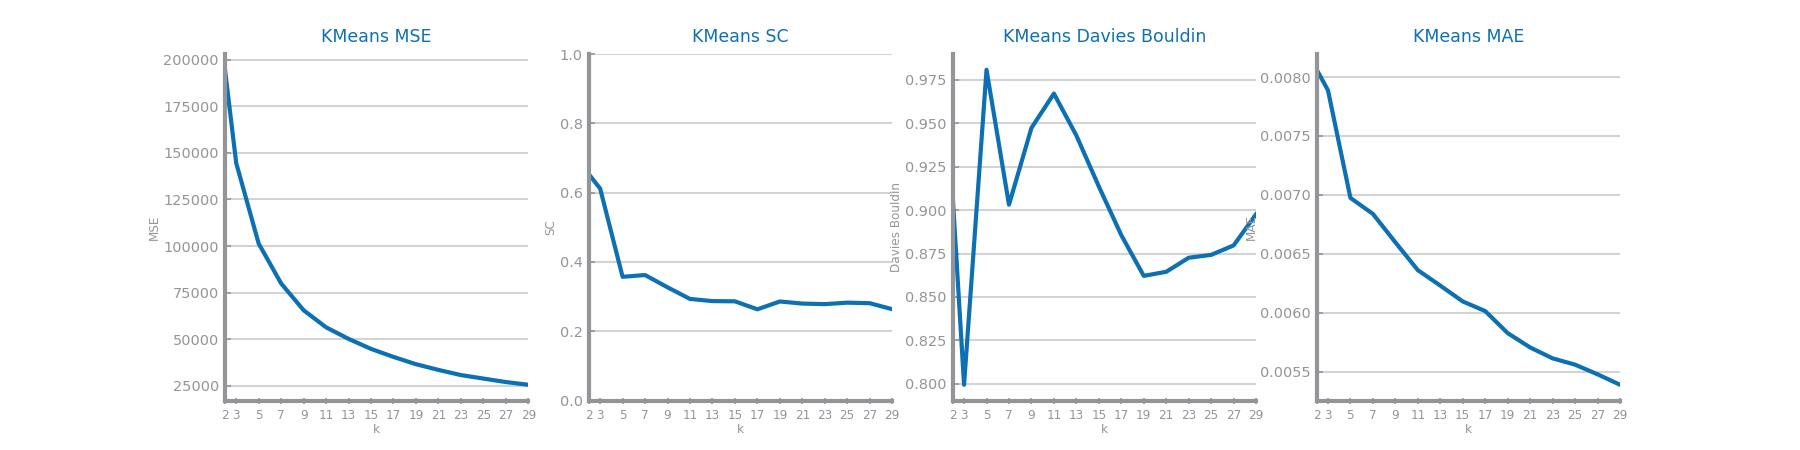 KMeans MSE
200000
175000
150000
125000
100000
75000
50000
25000
MSE
2 3 5 7 9 11 13 15 17 19 21 23 25 27 29
k
KMeans SC
1.0
0.8
0.6
0.4
0.2
0.0
SC
2 3 5 7 9 11 13 15 17 19 21 23 25 27 29
k
KMeans Davies Bouldin
0.975
0.950
0.925
0.900
0.875
0.850
0.825
0.800
Davies Bouldin
2 3 5 7 9 11 13 15 17 19 21 23 25 27 29
k
KMeans MAE
0.0080
0.0075
0.0070
0.0065
0.0060
0.0055
MAE
2 3 5 7 9 11 13 15 17 19 21 23 25 27 29
k